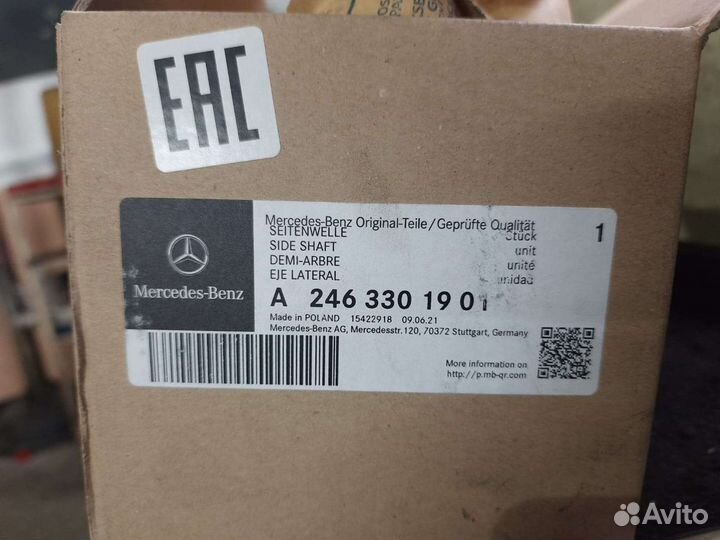 EAC
Mercedes-Benz Original-Teile/Geprüfte Qualität
SEITENWELLE Stück 1
SIDE SHAFT unit
DEMI-ARBRE unité
EJE LATERAL unidad
Mercedes-Benz
A 246 330 19 01
Made in POLAND 15422918 09.06.21
Mercedes-Benz AG, Mercedesstr. 120, 70372 Stuttgart, Germany
More information on
http://p.mb-qr.com
Avito